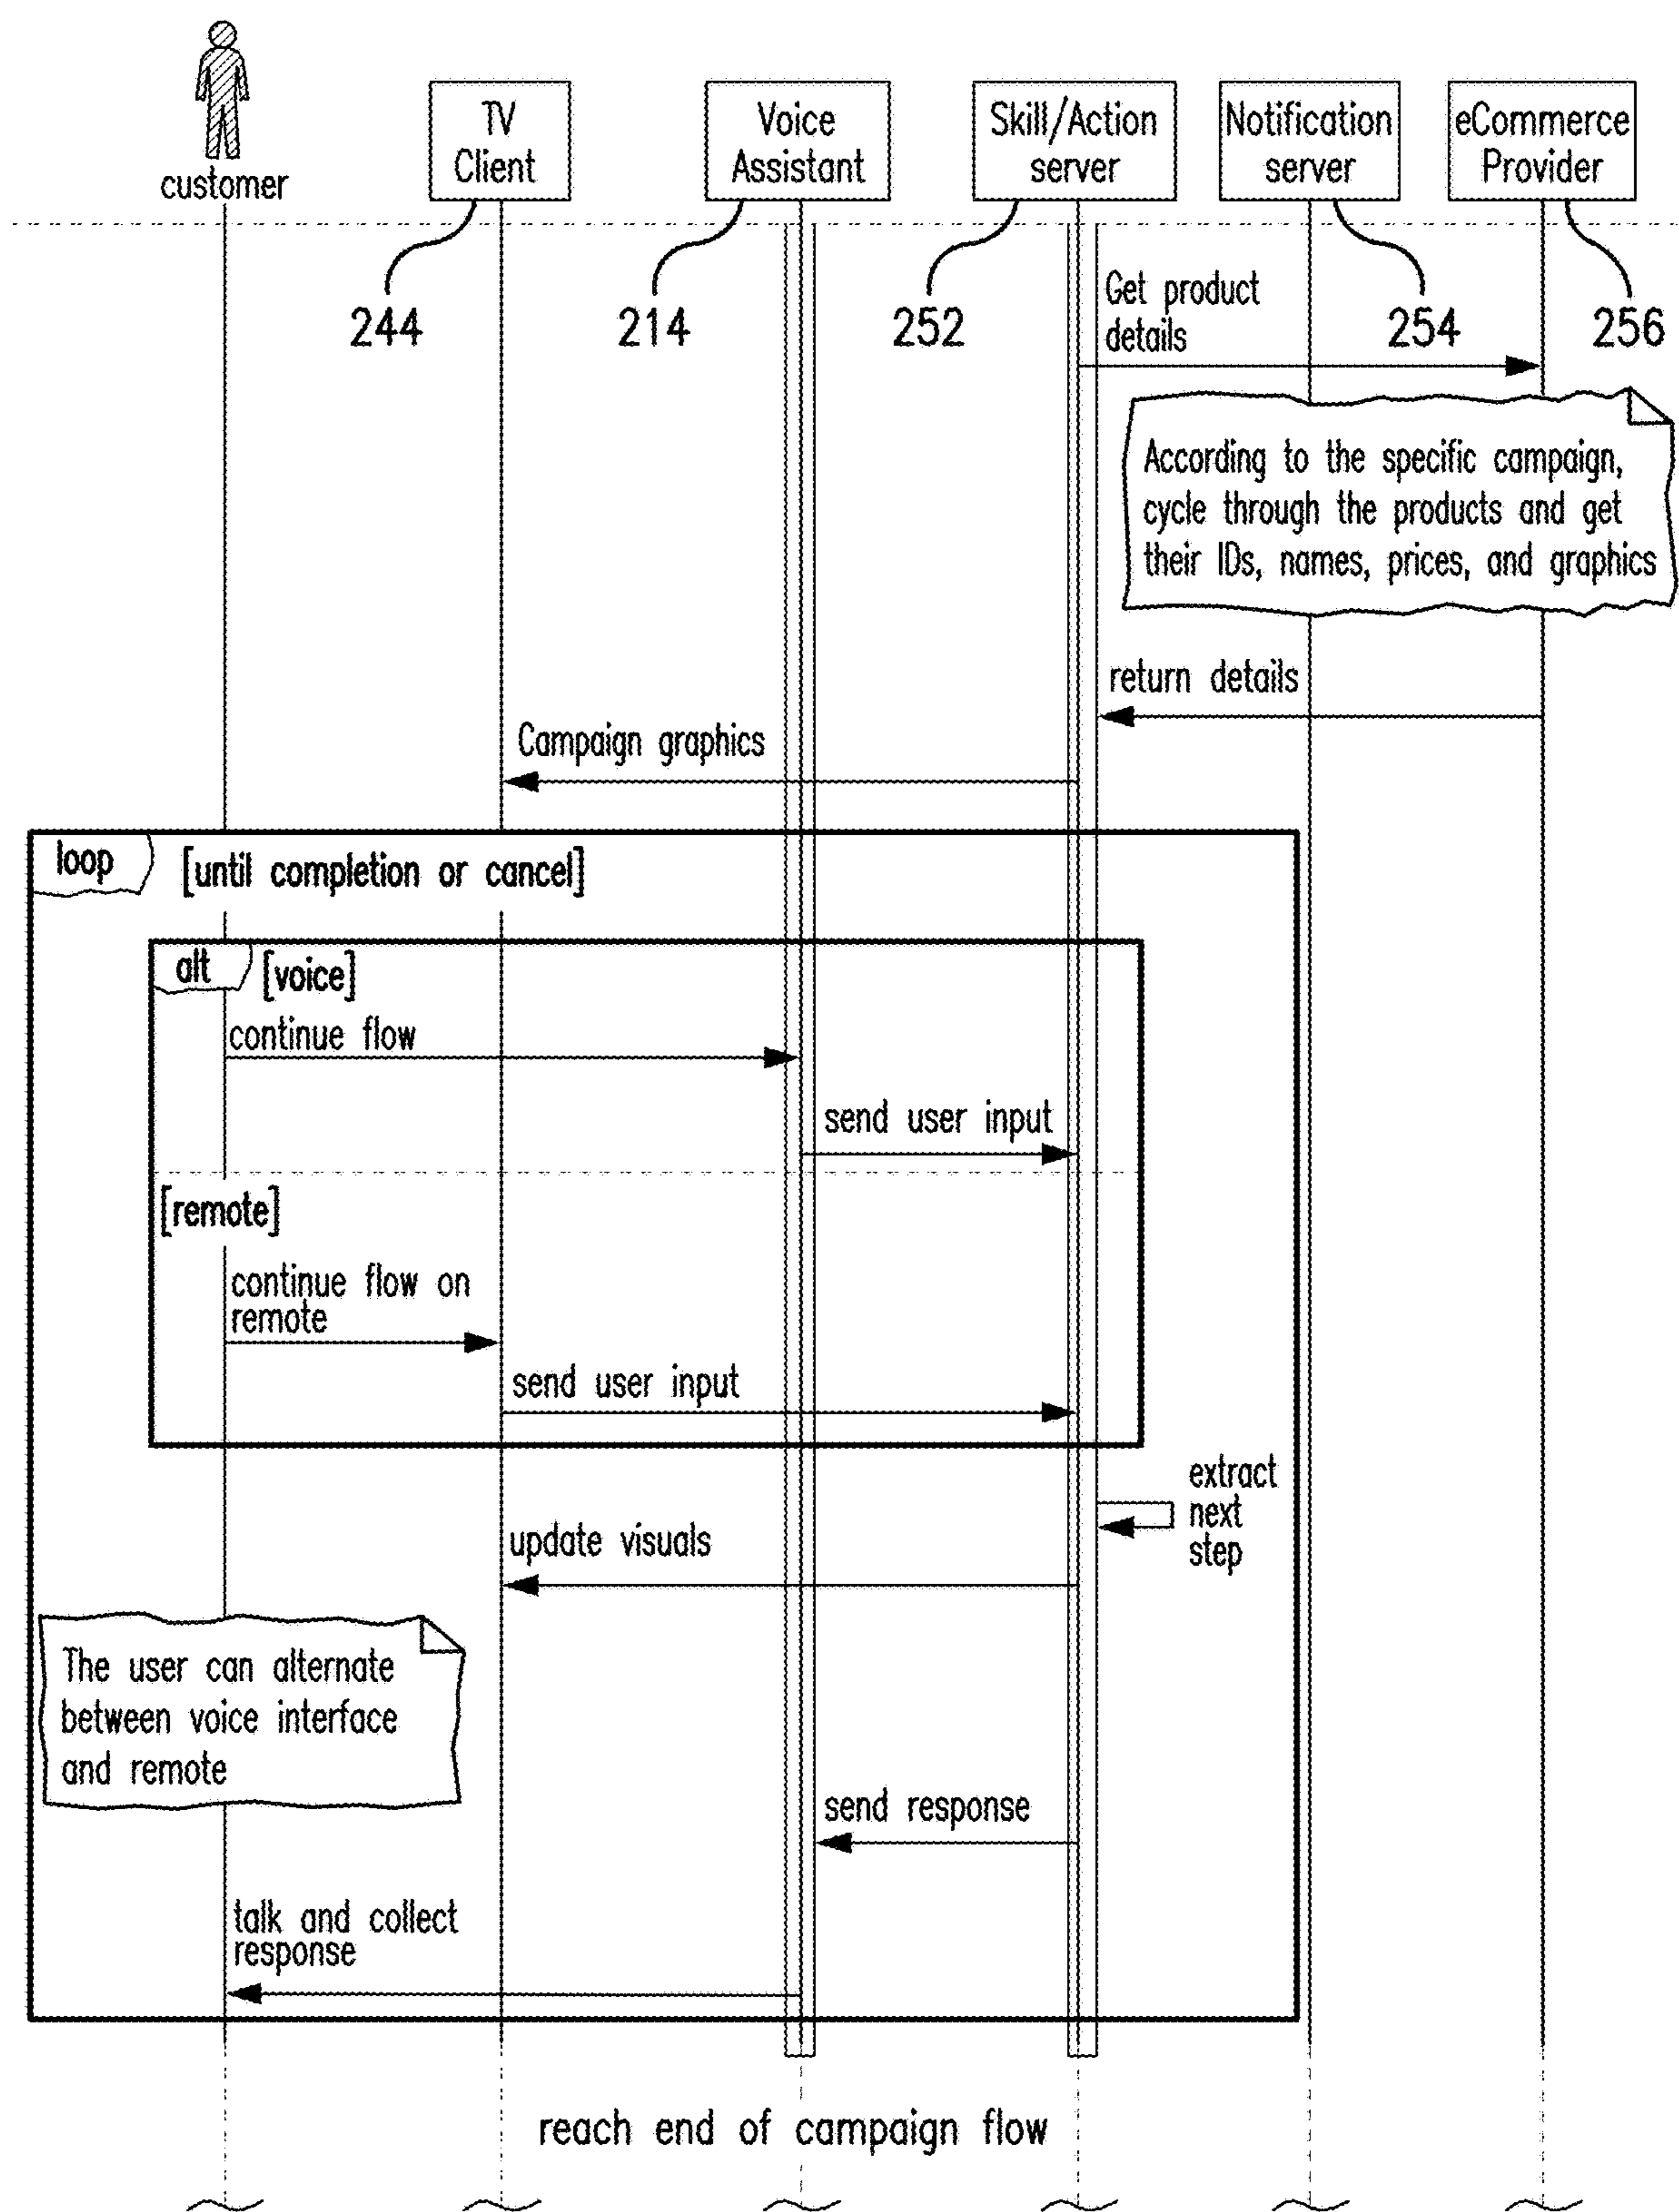 customer
TV
Client
Voice
Assistant
Skill/Action
server
Notification
server
eCommerce
Provider
244
214
252
254
256
Get product
details
According to the specific campaign,
cycle through the products and get
their IDs, names, prices, and graphics
return details
Campaign graphics
loop
[until completion or cancel]
alt
[voice]
continue flow
send user input
[remote]
continue flow on
remote
send user input
extract
next
step
update visuals
The user can alternate
between voice interface
and remote
send response
talk and collect
response
reach end of campaign flow